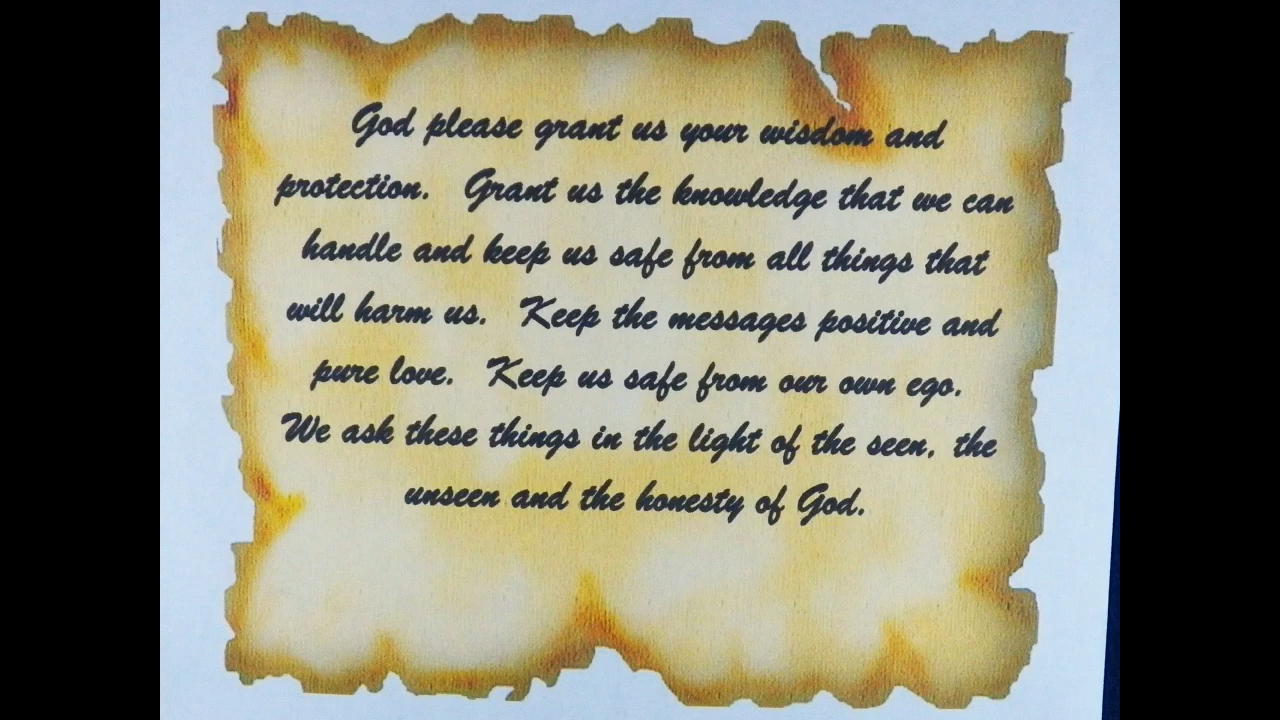 God please grant us your wisdom and
protection. Grant us the knowledge that we can
handle and keep us safe from all things that
will harm us. Keep the messages positive and
pure love. Keep us safe from our own ego.
We ask these things in the light of the seen, the
unseen and the honesty of God.